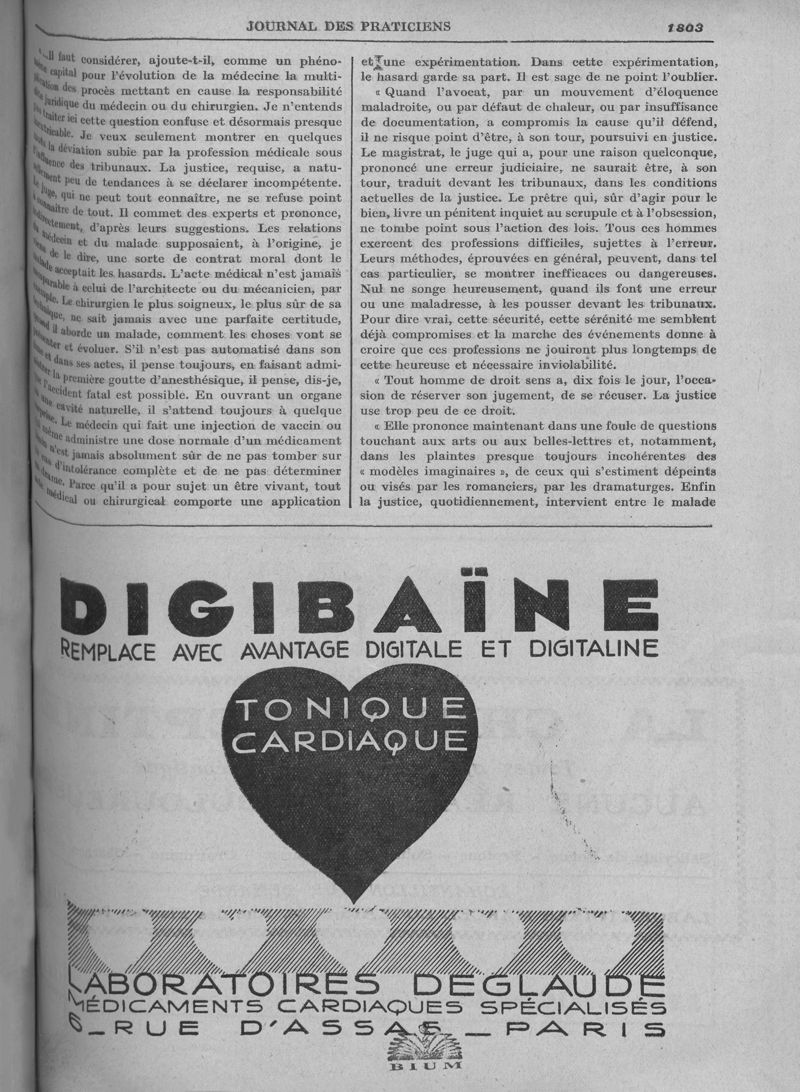 JOURNAL DES PRATICIENS 1803
« Il faut considérer, ajoute-t-il, comme un phéno-
capital pour l'évolution de la médecine la multi-
des procès mettant en cause la responsabilité
juridique du médecin ou du chirurgien. Je n'entends
traiter ici cette question confuse et désormais presque
Je veux seulement montrer en quelques
la déviation subie par la profession médicale sous
des tribunaux. La justice, requise, a natu-
peu de tendances à se déclarer incompétente.
juge, qui ne peut tout connaître, ne se refuse point
de tout. Il commet des experts et prononce,
d'après leurs suggestions. Les relations
médecin et du malade supposaient, à l'origine, je
de le dire, une sorte de contrat moral dont le
acceptait les hasards. L'acte médical n'est jamais
à celui de l'architecte ou du mécanicien, par
Le chirurgien le plus soigneux, le plus sûr de sa
ne sait jamais avec une parfaite certitude,
il aborde un malade, comment les choses vont se
et évoluer. S'il n'est pas automatisé dans son
dans ses actes, il pense toujours, en faisant admi-
la première goutte d'anesthésique, il pense, dis-je,
accident fatal est possible. En ouvrant un organe
cavité naturelle, il s'attend toujours à quelque
Le médecin qui fait une injection de vaccin ou
administre une dose normale d'un médicament
n'est jamais absolument sûr de ne pas tomber sur
d'intolérance complète et de ne pas déterminer
Parce qu'il a pour sujet un être vivant, tout
médical ou chirurgical comporte une application
et une expérimentation. Dans cette expérimentation,
le hasard garde sa part. Il est sage de ne point l'oublier.
« Quand l'avocat, par un mouvement d'éloquence
maladroite, ou par défaut de chaleur, ou par insuffisance
de documentation, a compromis la cause qu'il défend,
il ne risque point d'être, à son tour, poursuivi en justice.
Le magistrat, le juge qui a, pour une raison quelconque,
prononcé une erreur judiciaire, ne saurait être, à son
tour, traduit devant les tribunaux, dans les conditions
actuelles de la justice. Le prêtre qui, sûr d'agir pour le
bien, livre un pénitent inquiet au scrupule et à l'obsession,
ne tombe point sous l'action des lois. Tous ces hommes
exercent des professions difficiles, sujettes à l'erreur.
Leurs méthodes, éprouvées en général, peuvent, dans tel
cas particulier, se montrer inefficaces ou dangereuses.
Nul ne songe heureusement, quand ils font une erreur
ou une maladresse, à les pousser devant les tribunaux.
Pour dire vrai, cette sécurité, cette sérénité me semblent
déjà compromises et la marche des événements donne à
croire que ces professions ne jouiront plus longtemps de
cette heureuse et nécessaire inviolabilité.
« Tout homme de droit sens a, dix fois le jour, l'occa-
sion de réserver son jugement, de se récuser. La justice
use trop peu de ce droit.
« Elle prononce maintenant dans une foule de questions
touchant aux arts ou aux belles-lettres et, notamment,
dans les plaintes presque toujours incohérentes des
« modèles imaginaires », de ceux qui s'estiment dépeints
ou visés par les romanciers, par les dramaturges. Enfin
la justice, quotidiennement, intervient entre le malade
DIGIBAÏNE
REMPLACE AVEC AVANTAGE DIGITALE ET DIGITALINE
TONIQUE
CARDIAQUE
LABORATOIRES DEGLAUDE
MÉDICAMENTS CARDIAQUES SPÉCIALISÉS
6_RUE D'ASSAS_PARIS
BIUM